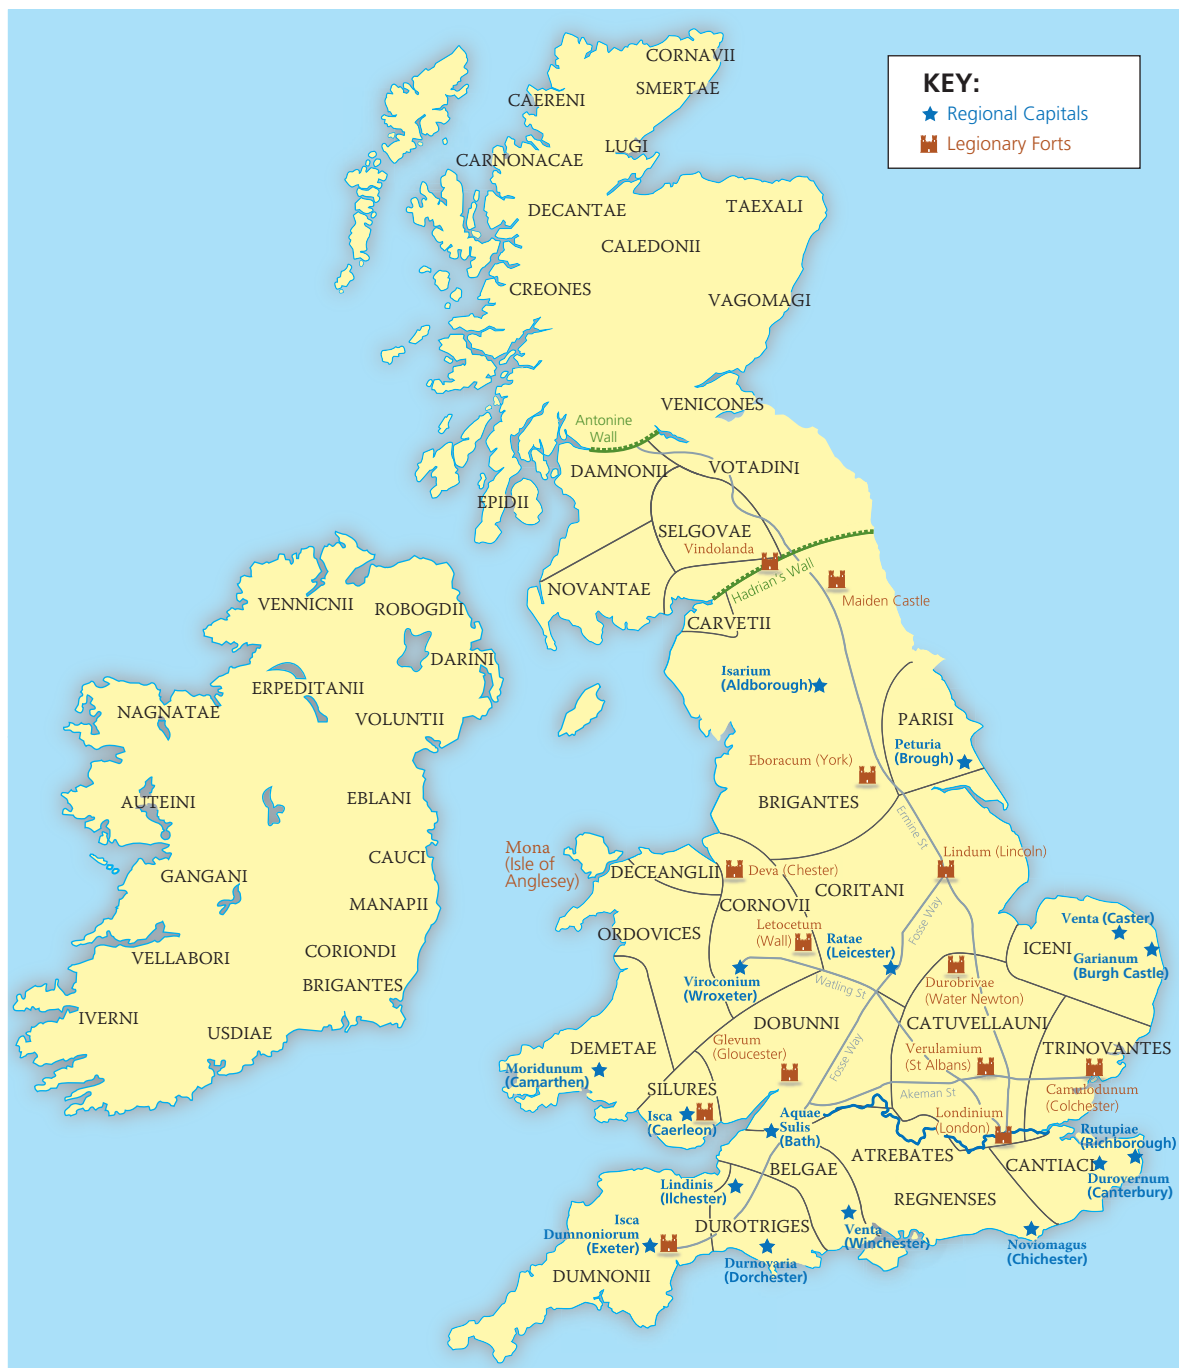 KEY:
Regional Capitals
Legionary Forts
CORNAVII
SMERTAE
CAERENI
LUGI
CARNONACAE
DECANTAE
TAEXALI
CALEDONII
CREONES
VAGOMAGI
VENICONES
Antonine
Wall
DAMNONII
VOTADINI
EPIDII
SELGOVAE
Vindolanda
Hadrian's Wall
NOVANTAE
Maiden Castle
CARVETII
VENNICNII
ROBOGDII
DARINI
ERPEDITANII
NAGNATAE
VOLUNTII
AUTEINI
EBLANI
CAUCI
GANGANI
MANAPII
VELLABORI
CORIONDI
BRIGANTES
IVERNI
USDIAE
Isarium
(Aldborough)
PARISI
Peturia
(Brough)
Eboracum (York)
BRIGANTES
Ermine St
Mona
(Isle of
Anglesey)
DECEANGLII
Deva (Chester)
Lindum (Lincoln)
CORITANI
CORNOVII
Letocetum
(Wall)
Ratae
(Leicester)
Fosse Way
ORDOVICES
Viroconium
(Wroxeter)
Watling St
Venta (Caster)
ICENI
Garianum
(Burgh Castle)
Durobrivae
(Water Newton)
DOBUNNI
CATUVELLAUNI
Glevum
(Gloucester)
Fosse Way
Verulamium
(St Albans)
TRINOVANTES
DEMETAE
Moridunum
(Camarthen)
SILURES
Akeman St
Camulodunum
(Colchester)
Isca
(Caerleon)
Aquae
Sulis
(Bath)
Londinium
(London)
Rutupiae
(Richborough)
ATREBATES
BELGAE
CANTIACI
Durovernum
(Canterbury)
Lindinis
(Ilchester)
REGNENSES
Isca
Dumnoniorum
(Exeter)
DUROTRIGES
Venta
(Winchester)
Noviomagus
(Chichester)
Durnovaria
(Dorchester)
DUMNONII